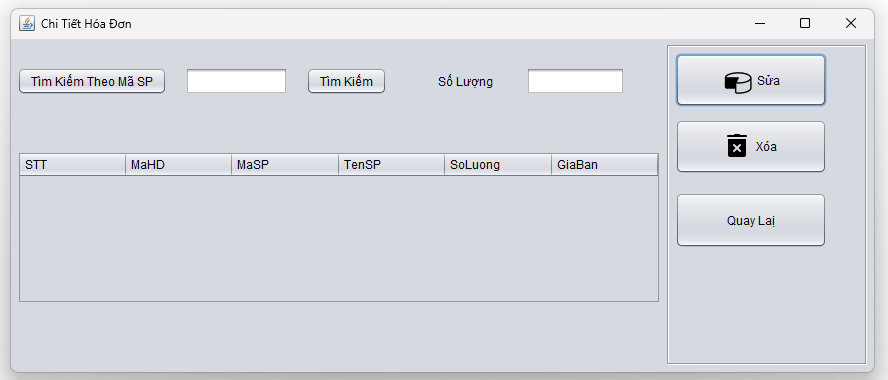 Chi Tiết Hóa Đơn
Tìm Kiếm Theo Mã SP
Tìm Kiếm
Số Lượng
Sửa
Xóa
Quay Lại
STT MaHD MaSP TenSP SoLuong GiaBan